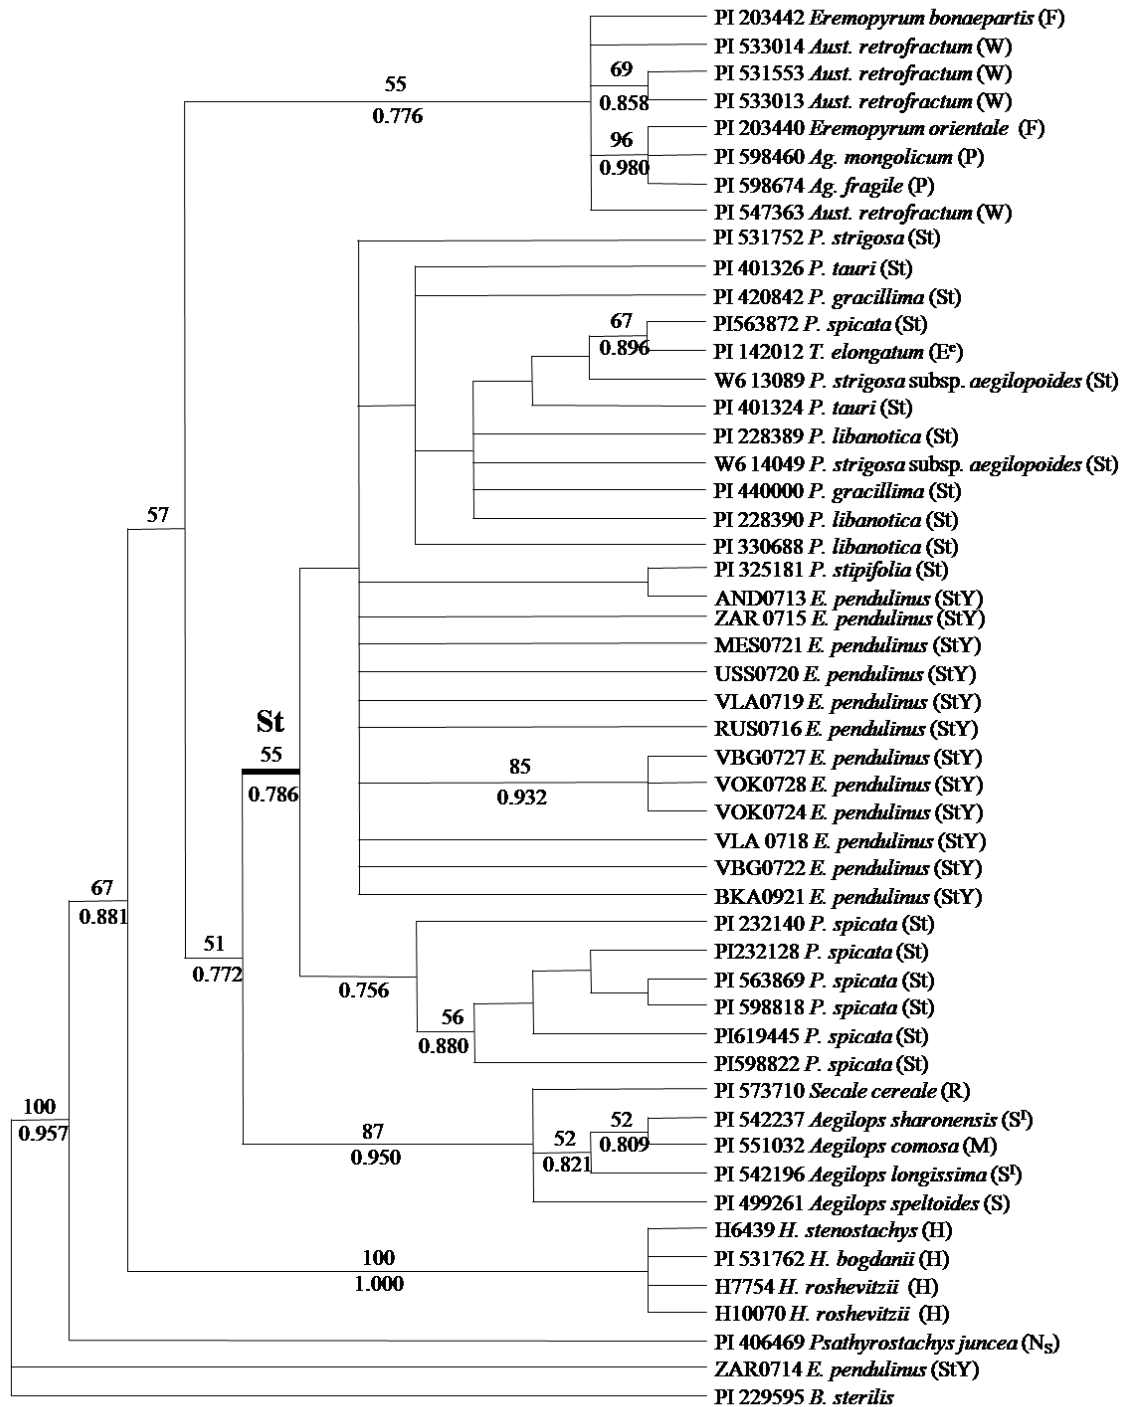 PI 203442 Eremopyrum bonaepartis (F)
PI 533014 Aust. retrofractum (W)
69
PI 531553 Aust. retrofractum (W)
55
0.858
PI 533013 Aust. retrofractum (W)
0.776
PI 203440 Eremopyrum orientale (F)
96
PI 598460 Ag. mongolicum (P)
0.980
PI 598674 Ag. fragile (P)
PI 547363 Aust. retrofractum (W)
PI 531752 P. strigosa (St)
PI 401326 P. tauri (St)
PI 420842 P. gracillima (St)
67
PI563872 P. spicata (St)
0.896
PI 142012 T. elongatum (Ee)
W6 13089 P. strigosa subsp. aegilopoides (St)
PI 401324 P. tauri (St)
PI 228389 P. libanotica (St)
W6 14049 P. strigosa subsp. aegilopoides (St)
PI 440000 P. gracillima (St)
57
PI 228390 P. libanotica (St)
PI 330688 P. libanotica (St)
PI 325181 P. stipifolia (St)
AND0713 E. pendulinus (StY)
ZAR 0715 E. pendulinus (StY)
MES0721 E. pendulinus (StY)
USS0720 E. pendulinus (StY)
VLA0719 E. pendulinus (StY)
St
RUS0716 E. pendulinus (StY)
55
VBG0727 E. pendulinus (StY)
85
VOK0728 E. pendulinus (StY)
0.786
0.932
VOK0724 E. pendulinus (StY)
VLA 0718 E. pendulinus (StY)
VBG0722 E. pendulinus (StY)
67
BKA0921 E. pendulinus (StY)
0.881
PI 232140 P. spicata (St)
51
PI232128 P. spicata (St)
0.772
PI 563869 P. spicata (St)
0.756
PI 598818 P. spicata (St)
56
PI619445 P. spicata (St)
0.880
PI598822 P. spicata (St)
PI 573710 Secale cereale (R)
100
52
PI 542237 Aegilops sharonensis (Sl)
0.957
87
52
0.809
PI 551032 Aegilops comosa (M)
0.950
0.821
PI 542196 Aegilops longissima (Sl)
PI 499261 Aegilops speltoides (S)
H6439 H. stenostachys (H)
100
PI 531762 H. bogdanii (H)
1.000
H7754 H. roshevitzii (H)
H10070 H. roshevitzii (H)
PI 406469 Psathyrostachys juncea (NS)
ZAR0714 E. pendulinus (StY)
PI 229595 B. sterilis